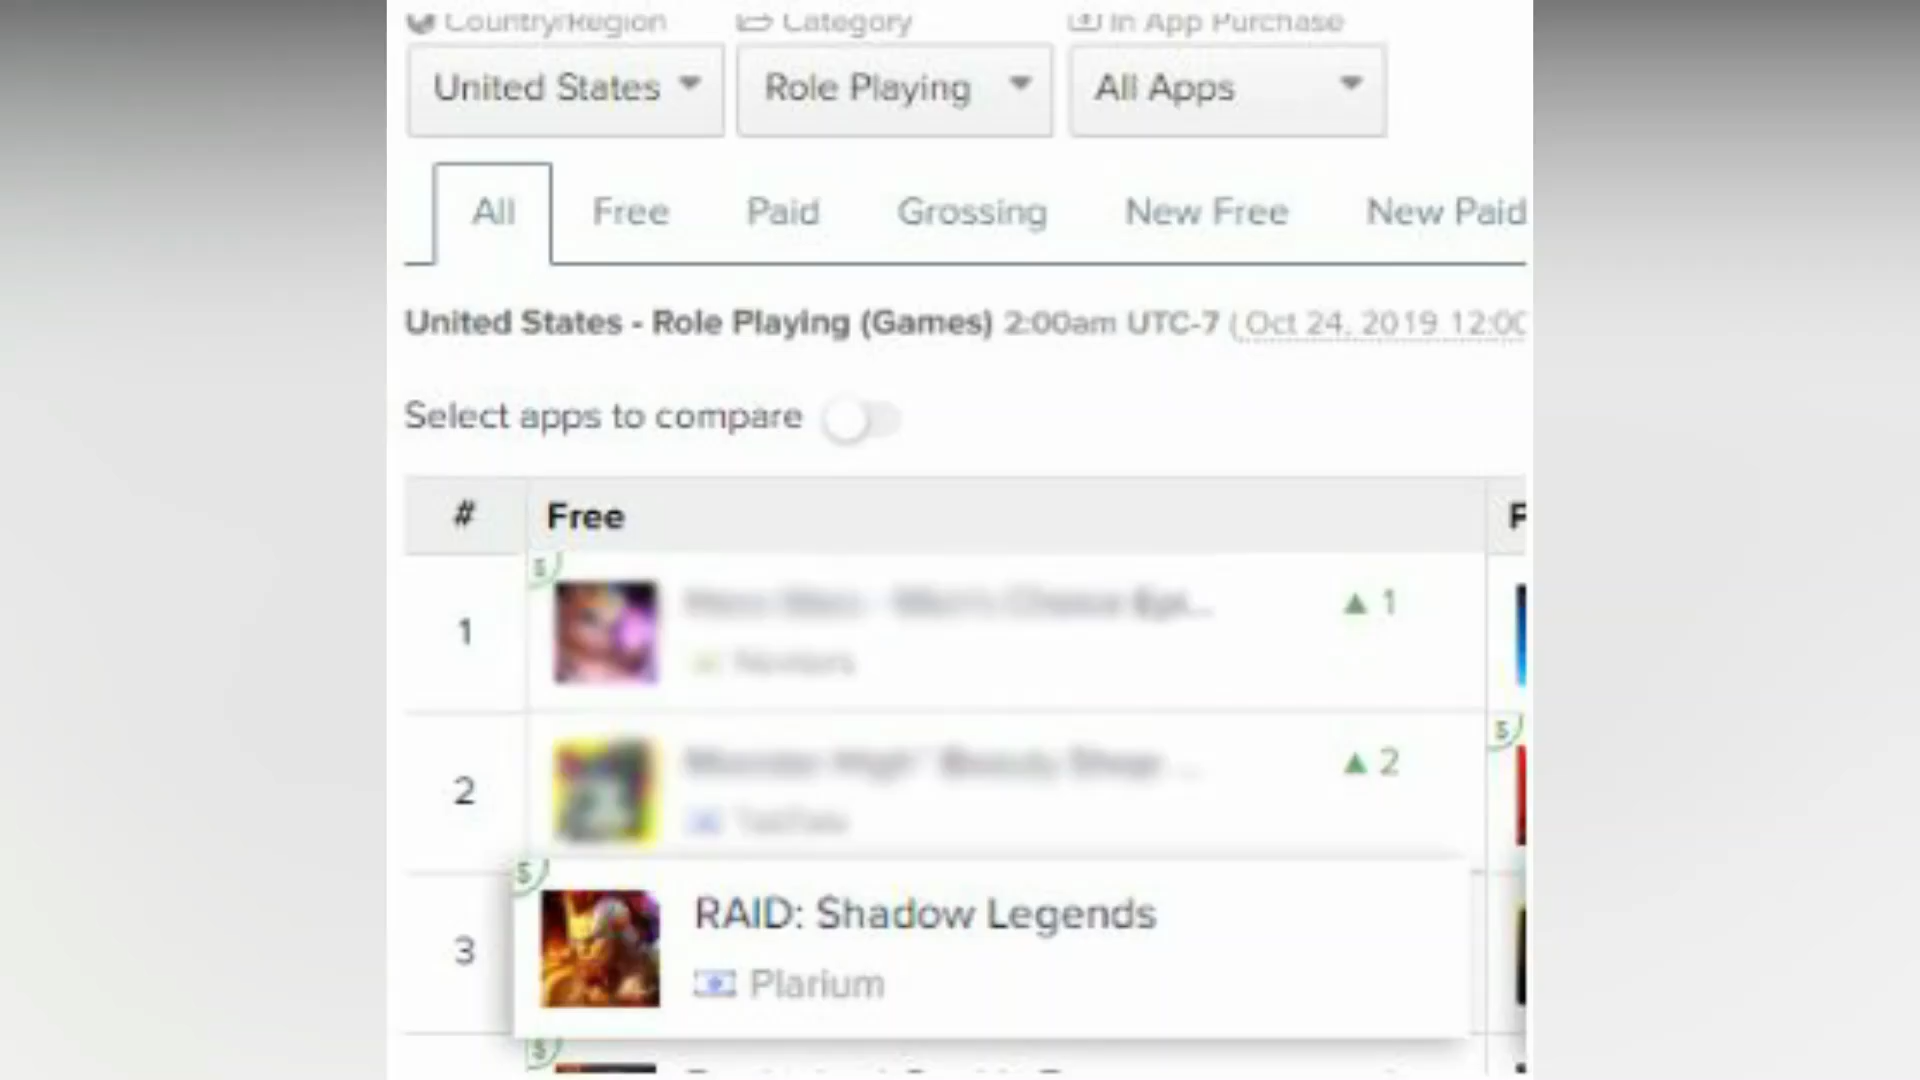 Country/Region Category In App Purchase
United States Role Playing All Apps
All Free Paid Grossing New Free New Paid
United States - Role Playing (Games) 2:00am UTC-7 (Oct 24, 2019 12:00
Select apps to compare
# Free
1
▲ 1
2
▲ 2
3 RAID: Shadow Legends
Plarium